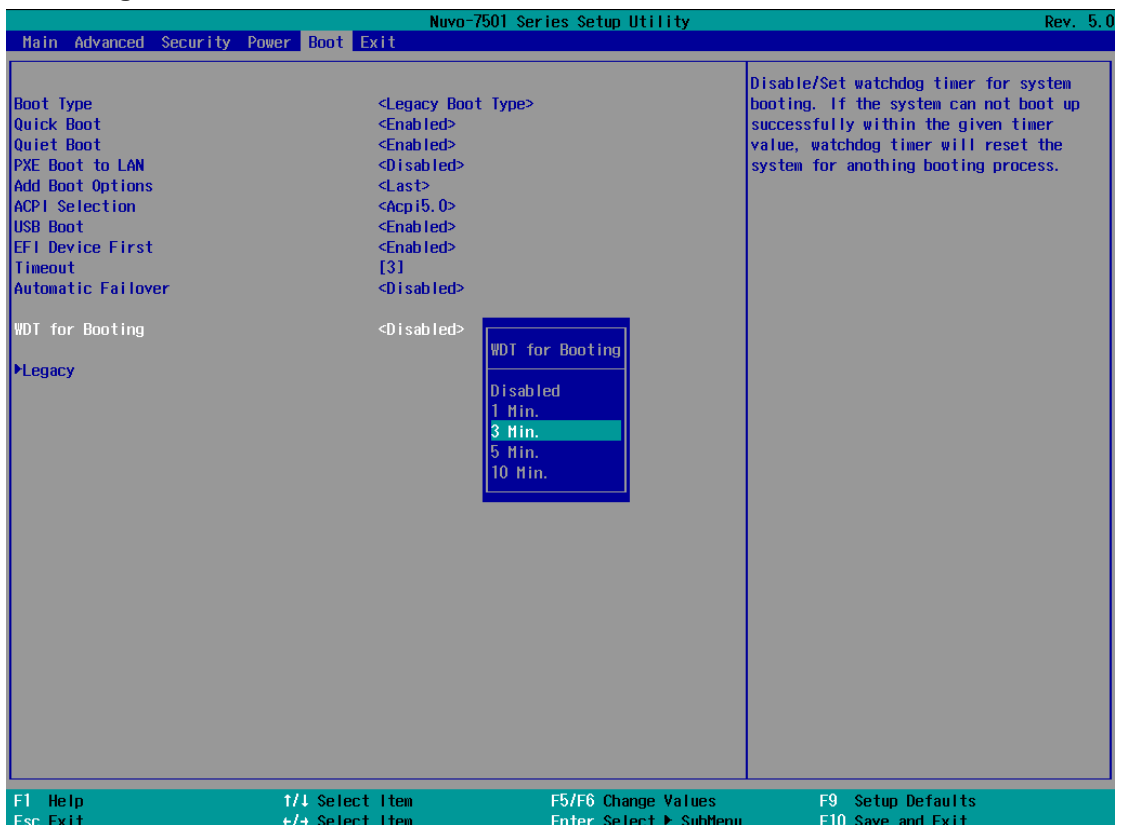 Nuvo-7501 Series Setup Utility Rev. 5.0
Main Advanced Security Power Boot Exit
Boot Type <Legacy Boot Type>
Quick Boot <Enabled>
Quiet Boot <Enabled>
PXE Boot to LAN <Disabled>
Add Boot Options <Last>
ACPI Selection <Acpi5.0>
USB Boot <Enabled>
EFI Device First <Enabled>
Timeout [3]
Automatic Failover <Disabled>
WDT for Booting <Disabled>
▶Legacy
WDT for Booting
Disabled
1 Min.
3 Min.
5 Min.
10 Min.
Disable/Set watchdog timer for system
booting. If the system can not boot up
successfully within the given timer
value, watchdog timer will reset the
system for anothing booting process.
F1 Help ↑/↓ Select Item F5/F6 Change Values F9 Setup Defaults
Esc Exit ←/→ Select Item Enter Select ▶ SubMenu F10 Save and Exit